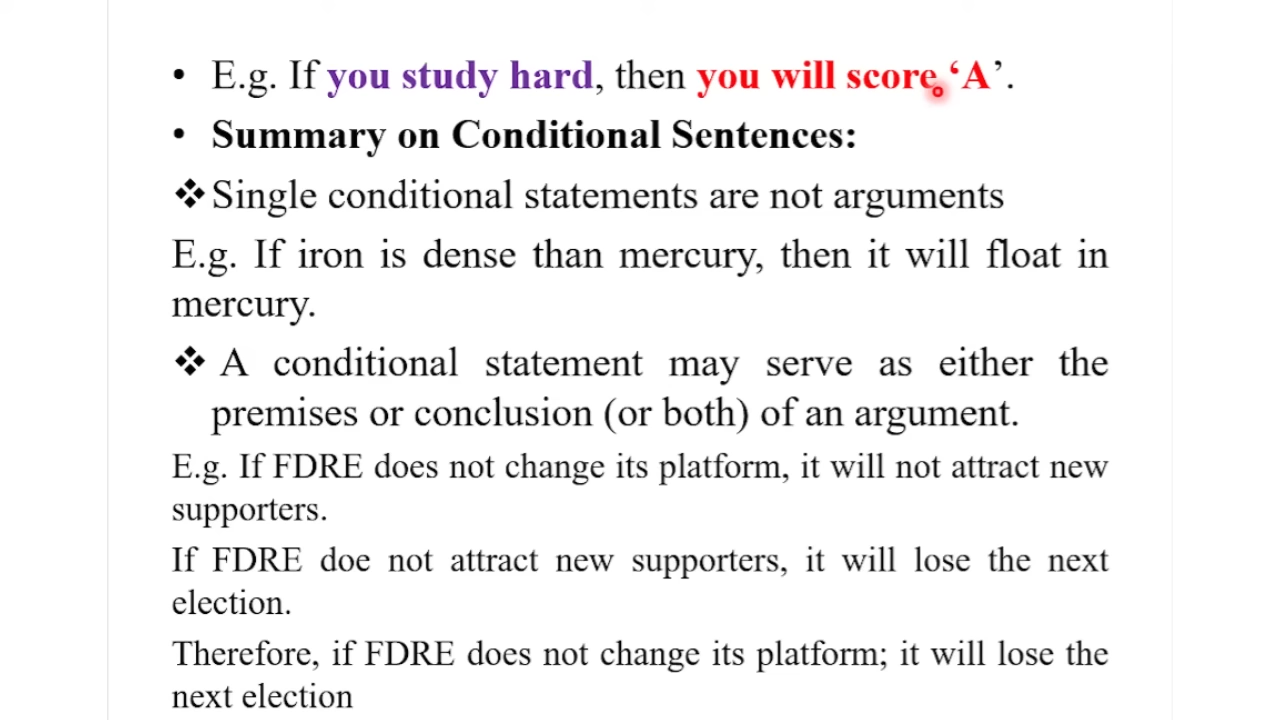 • E.g. If you study hard, then you will score ‘A’.
• Summary on Conditional Sentences:
❖ Single conditional statements are not arguments
E.g. If iron is dense than mercury, then it will float in
mercury.
❖ A conditional statement may serve as either the
premises or conclusion (or both) of an argument.
E.g. If FDRE does not change its platform, it will not attract new
supporters.
If FDRE doe not attract new supporters, it will lose the next
election.
Therefore, if FDRE does not change its platform; it will lose the
next election